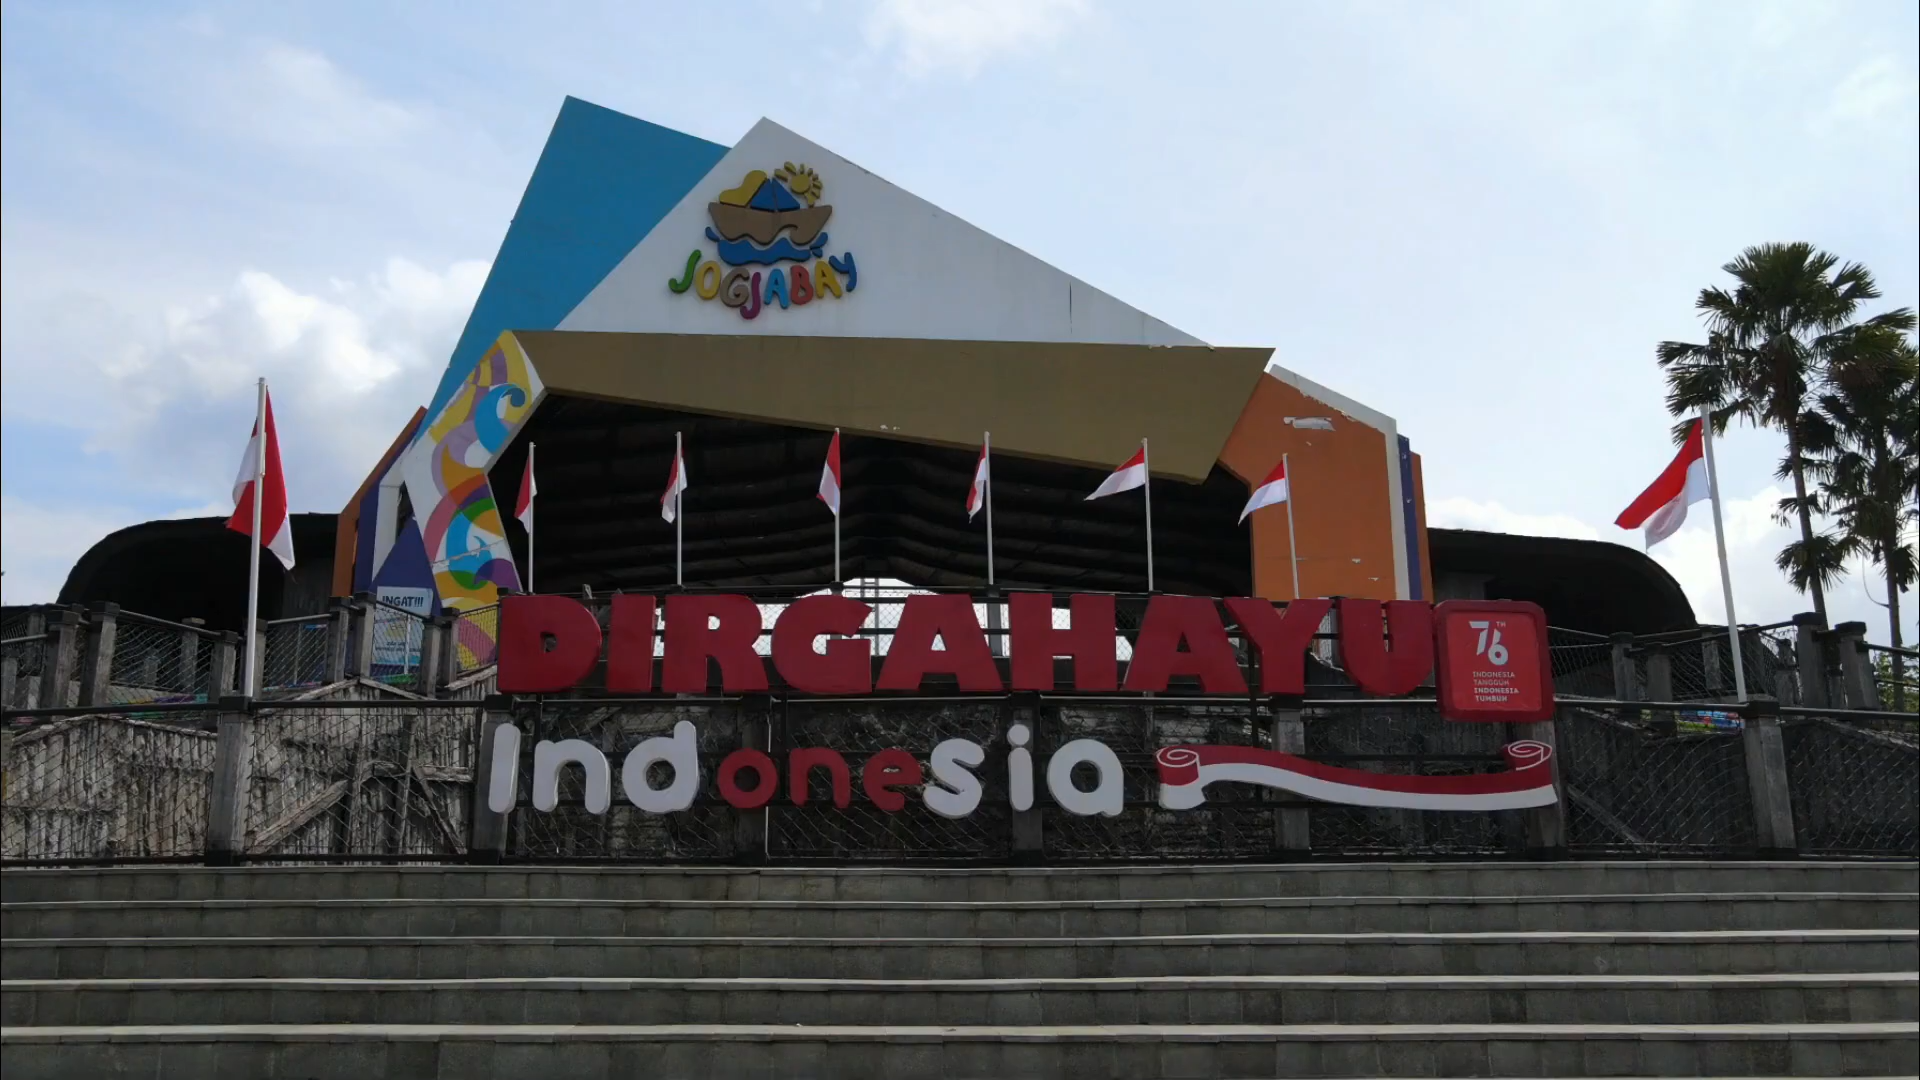 JOGJABAY
INGAT!!!
DIRGAHAYU
76TH
INDONESIA
TANGGUH
INDONESIA
TUMBUH
Indonesia